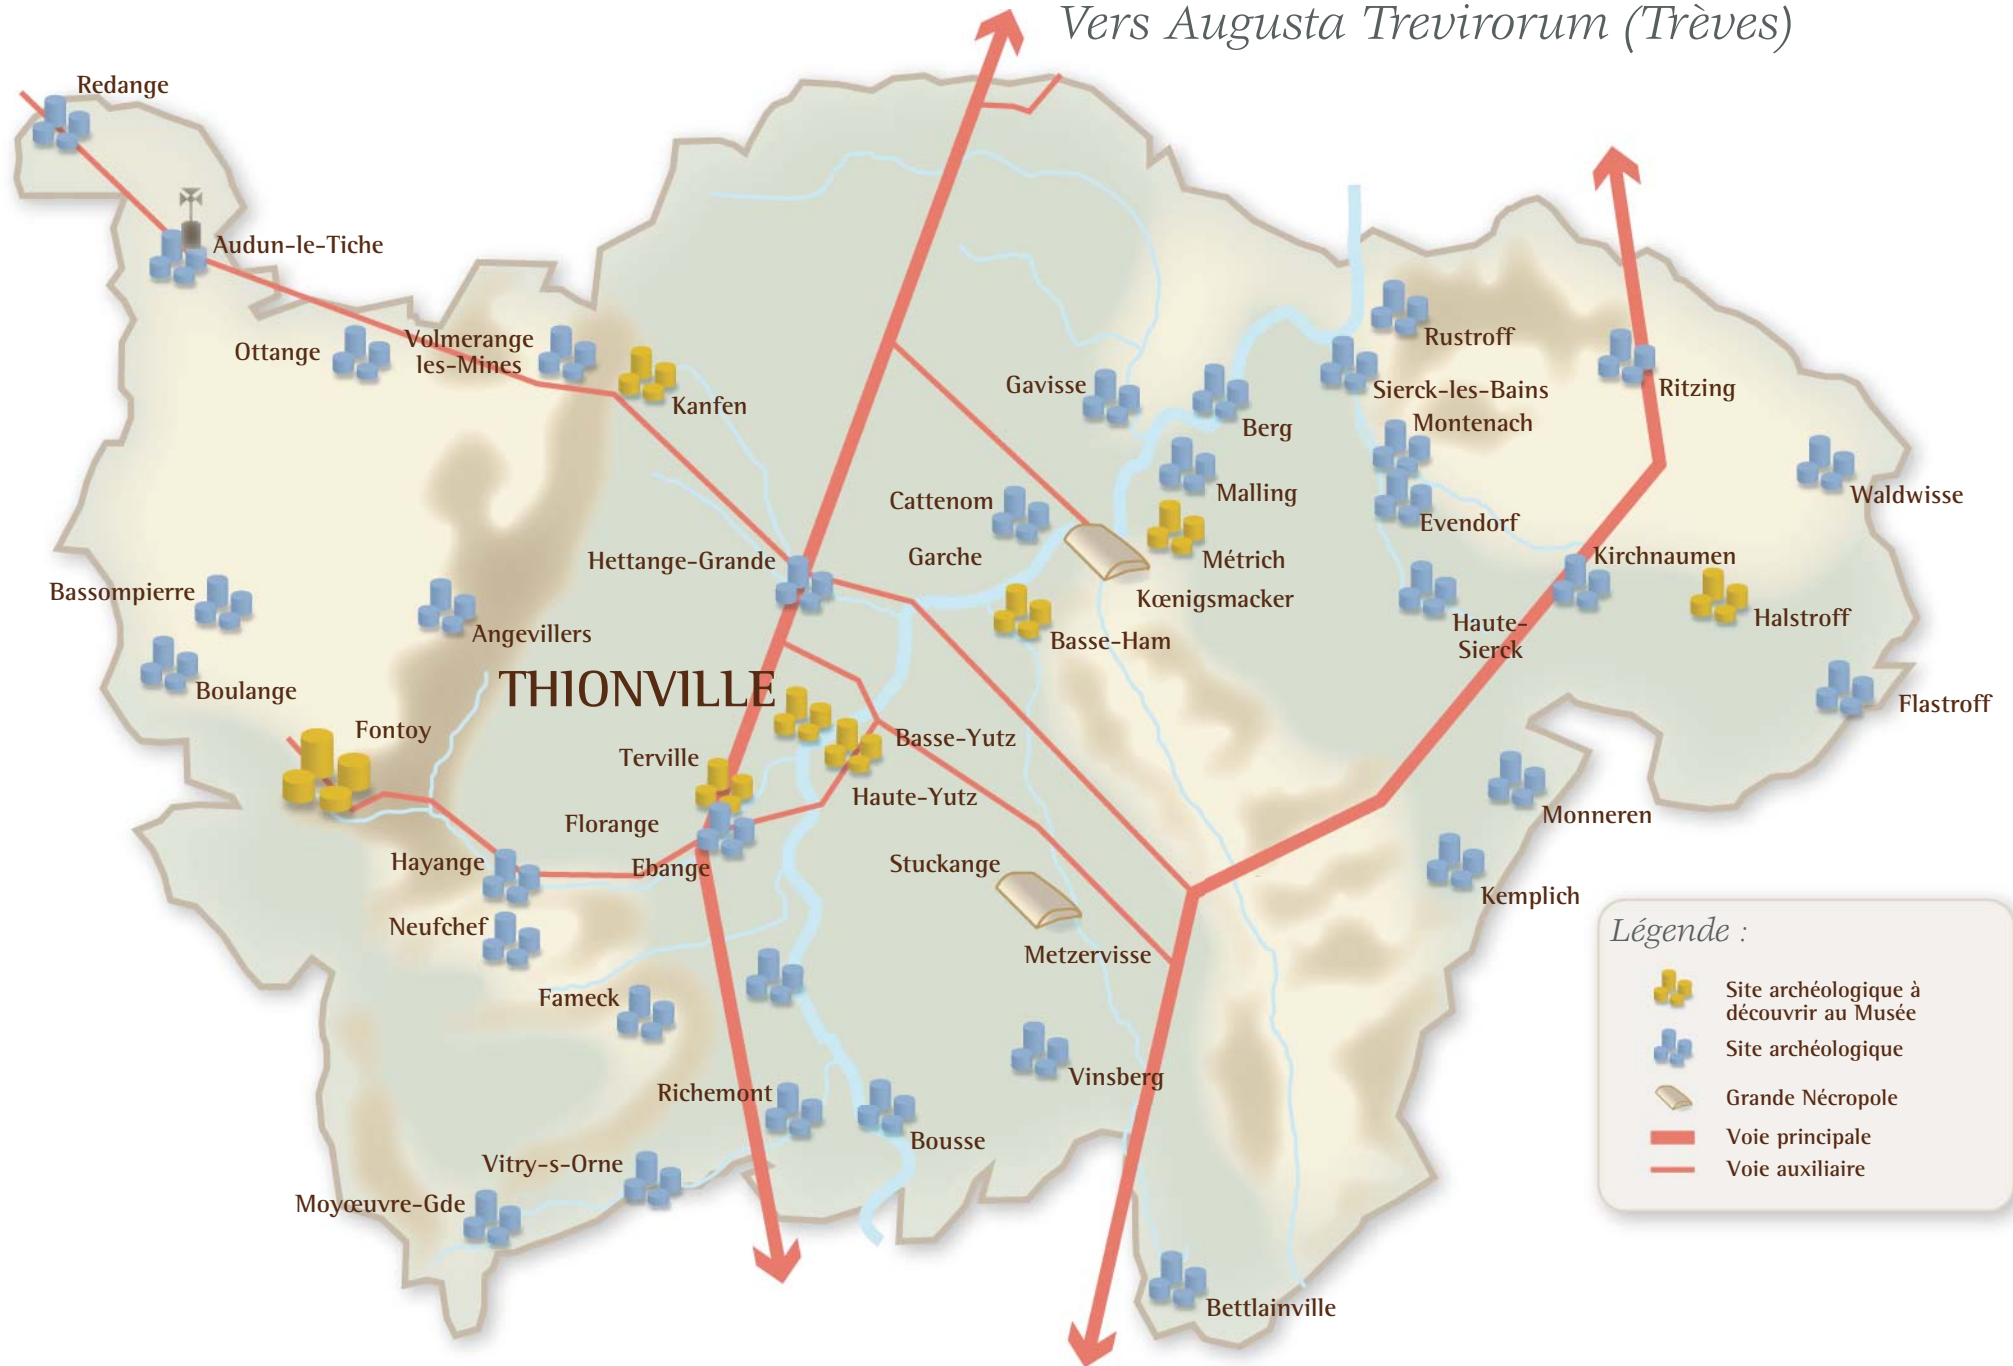 Vers Augusta Trevirorum (Trèves)
Redange
Audun-le-Tiche
Ottange
Volmerange
les-Mines
Kanfen
Rustroff
Sierck-les-Bains
Ritzing
Gavisse
Berg
Montenach
Malling
Cattenom
Evendorf
Waldwisse
Garche
Métrich
Hettange-Grande
Kirchnaumen
Kœnigsmacker
Bassompierre
Angevillers
Basse-Ham
Haute-
Sierck
Halstroff
Boulange
THIONVILLE
Flastroff
Fontoy
Terville
Basse-Yutz
Haute-Yutz
Florange
Monneren
Hayange
Ebange
Stuckange
Kemplich
Neufchef
Metzervisse
Fameck
Vinsberg
Richemont
Bousse
Vitry-s-Orne
Moyœuvre-Gde
Bettlainville
Légende :
Site archéologique à
découvrir au Musée
Site archéologique
Grande Nécropole
Voie principale
Voie auxiliaire